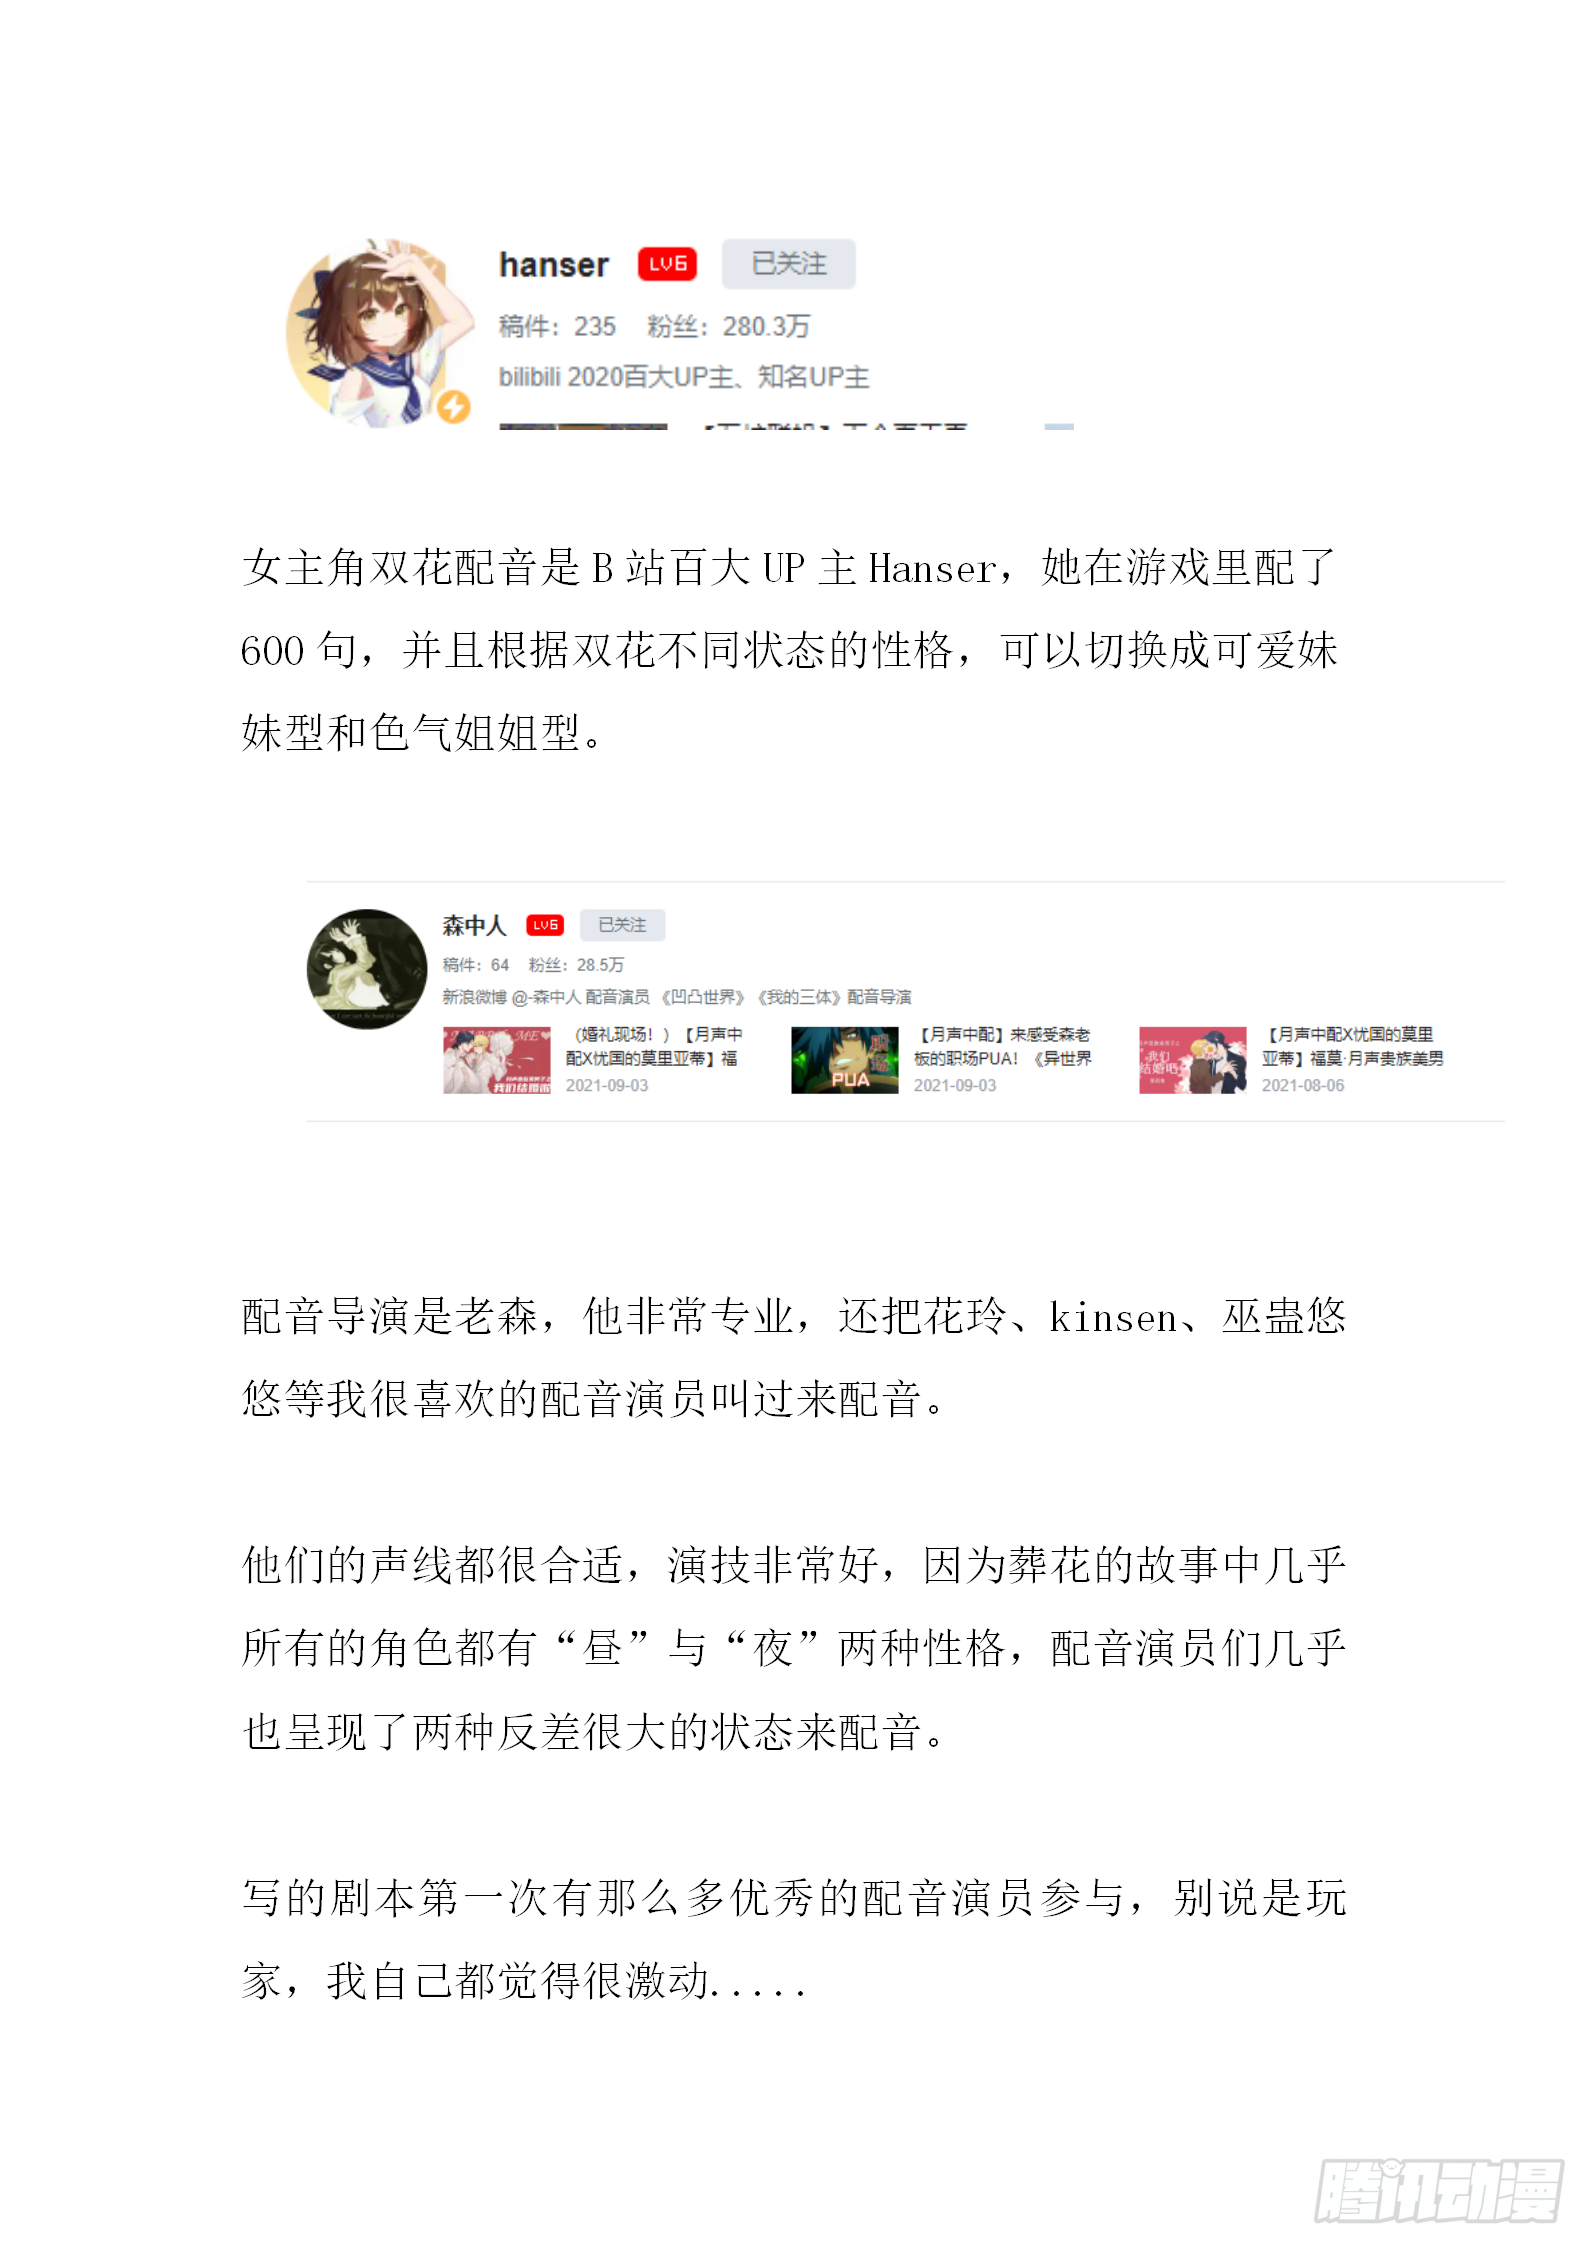 hanser LV6 已关注
稿件：235 粉丝：280.3万
bilibili 2020百大UP主、知名UP主
女主角双花配音是 B 站百大 UP 主 Hanser，她在游戏里配了
600 句，并且根据双花不同状态的性格，可以切换成可爱妹
妹型和色气姐姐型。
森中人 LV6 已关注
稿件：64 粉丝：28.5万
新浪微博 @-森中人 配音演员 《凹凸世界》《我的三体》配音导演
（婚礼现场！）【月声中
配X忧国的莫里亚蒂】福
2021-09-03
PUA
【月声中配】来感受森老
板的职场PUA！《异世界
2021-09-03
我们
结婚吧
【月声中配X忧国的莫里
亚蒂】福莫·月声贵族美男
2021-08-06
配音导演是老森，他非常专业，还把花玲、kinsen、巫蛊悠
悠等我很喜欢的配音演员叫过来配音。
他们的声线都很合适，演技非常好，因为葬花的故事中几乎
所有的角色都有“昼”与“夜”两种性格，配音演员们几乎
也呈现了两种反差很大的状态来配音。
写的剧本第一次有那么多优秀的配音演员参与，别说是玩
家，我自己都觉得很激动.....
腾讯动漫